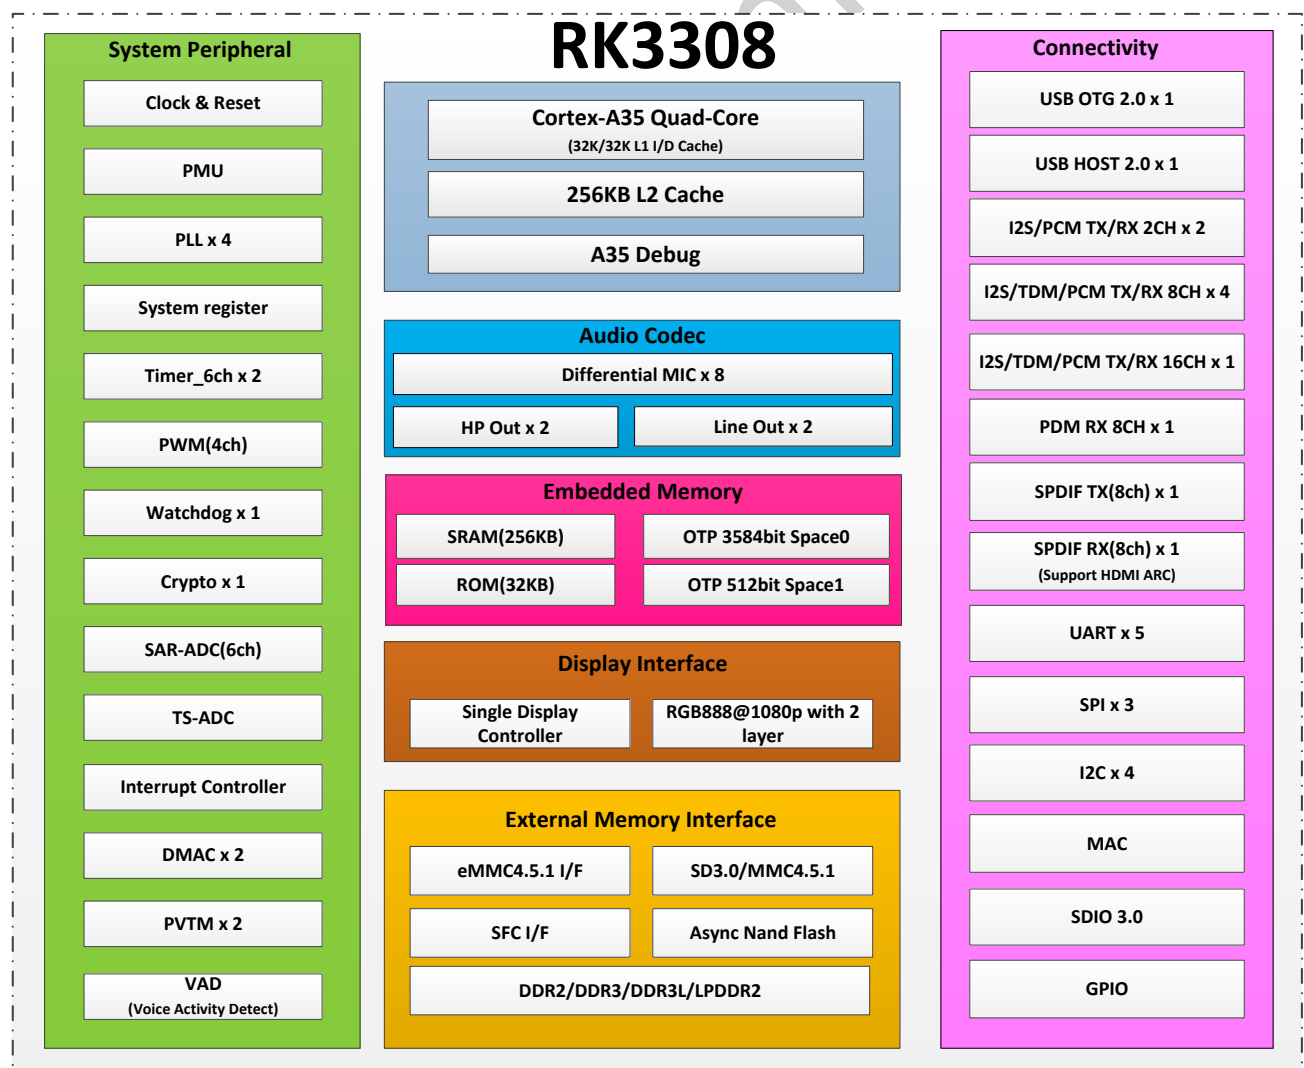 RK3308
System Peripheral
Clock & Reset
PMU
PLL x 4
System register
Timer_6ch x 2
PWM(4ch)
Watchdog x 1
Crypto x 1
SAR-ADC(6ch)
TS-ADC
Interrupt Controller
DMAC x 2
PVTM x 2
VAD
(Voice Activity Detect)
Cortex-A35 Quad-Core
(32K/32K L1 I/D Cache)
256KB L2 Cache
A35 Debug
Audio Codec
Differential MIC x 8
HP Out x 2
Line Out x 2
Embedded Memory
SRAM(256KB)
OTP 3584bit Space0
ROM(32KB)
OTP 512bit Space1
Display Interface
Single Display
Controller
RGB888@1080p with 2
layer
External Memory Interface
eMMC4.5.1 I/F
SD3.0/MMC4.5.1
SFC I/F
Async Nand Flash
DDR2/DDR3/DDR3L/LPDDR2
Connectivity
USB OTG 2.0 x 1
USB HOST 2.0 x 1
I2S/PCM TX/RX 2CH x 2
I2S/TDM/PCM TX/RX 8CH x 4
I2S/TDM/PCM TX/RX 16CH x 1
PDM RX 8CH x 1
SPDIF TX(8ch) x 1
SPDIF RX(8ch) x 1
(Support HDMI ARC)
UART x 5
SPI x 3
I2C x 4
MAC
SDIO 3.0
GPIO